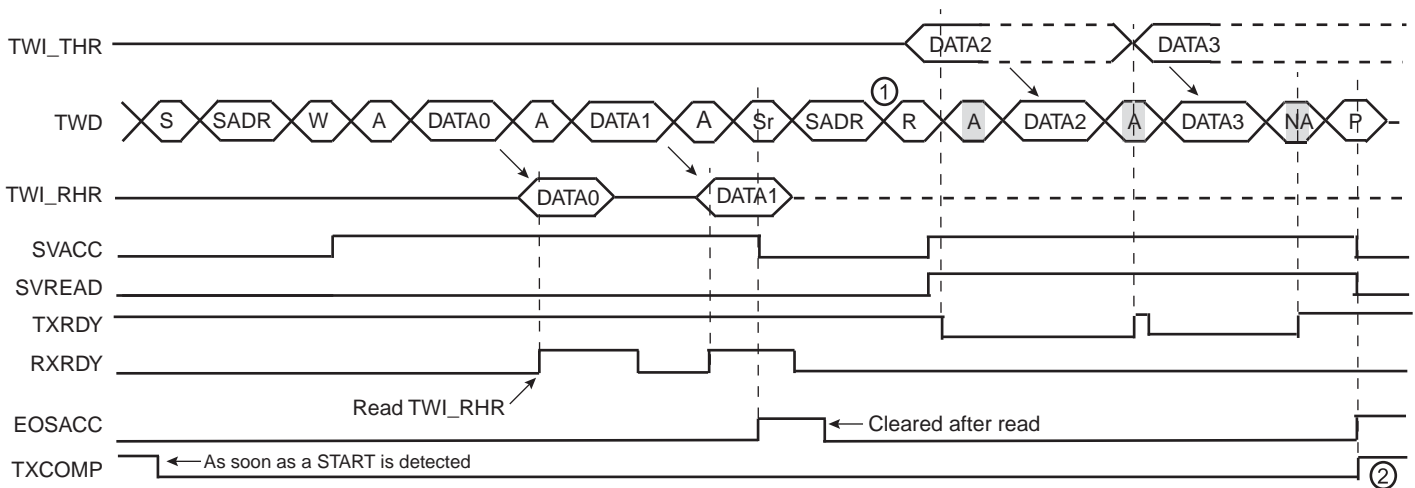 TWI_THR DATA2 DATA3
①
TWD S SADR W A DATA0 A DATA1 A Sr SADR R A DATA2 A DATA3 NA P
TWI_RHR DATA0 DATA1
SVACC
SVREAD
TXRDY
RXRDY
Read TWI_RHR
EOSACC Cleared after read
TXCOMP As soon as a START is detected ②